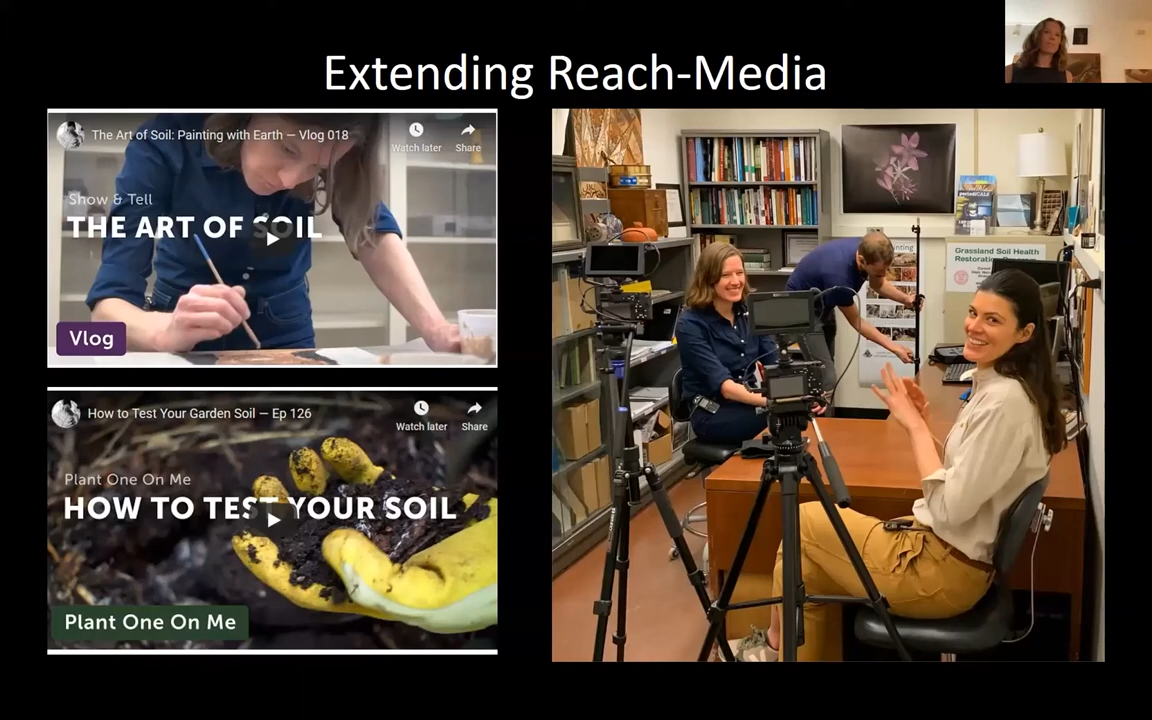 Extending Reach-Media
The Art of Soil: Painting with Earth — Vlog 018
Watch later
Share
Show & Tell
THE ART OF SOIL
Vlog
How to Test Your Garden Soil — Ep 126
Watch later
Share
Plant One On Me
HOW TO TEST YOUR SOIL
Plant One On Me
Grassland Soil Health